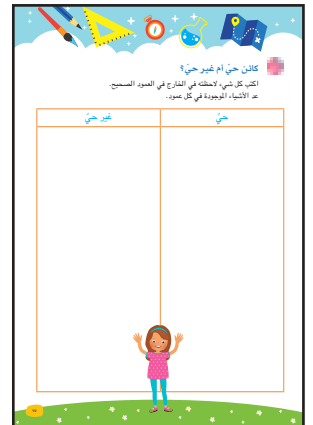 كائن حيّ أم غير حيّ؟
اكتب كل شيء لاحظته في الخارج في العمود الصحيح.
عد الأشياء الموجودة في كل عمود.
حيّ
غير حيّ